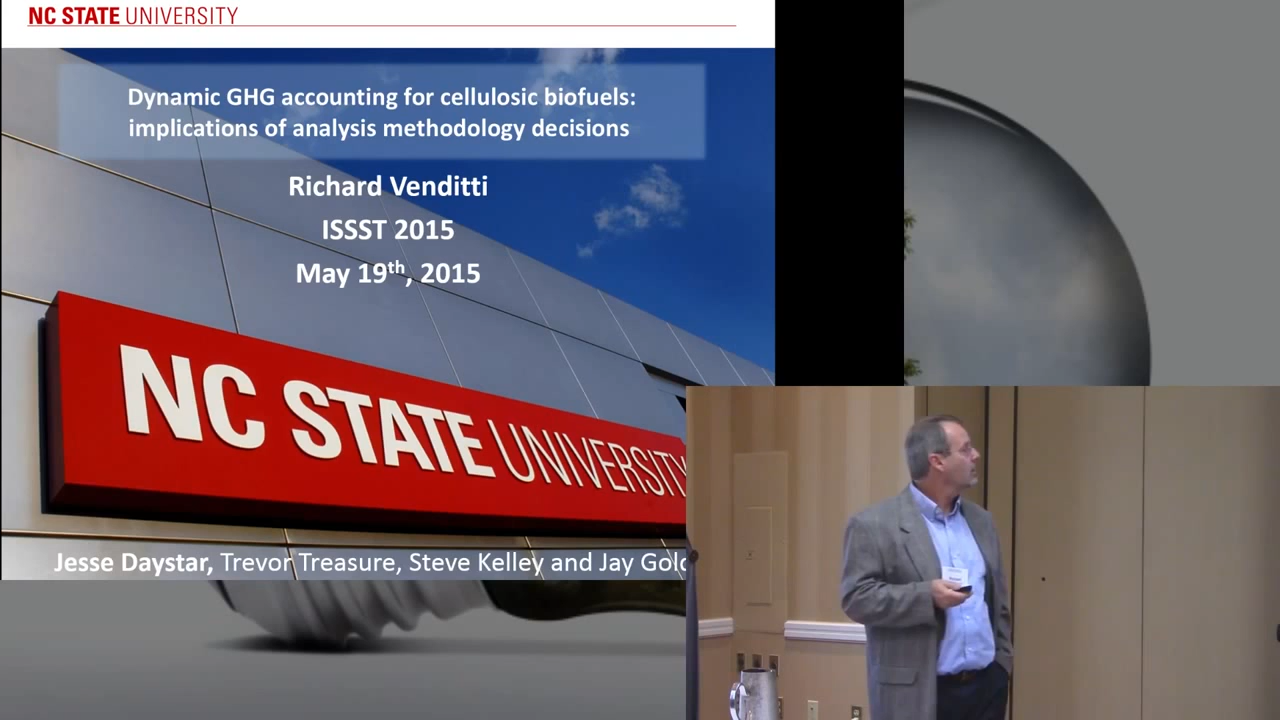 NC STATE UNIVERSITY
Dynamic GHG accounting for cellulosic biofuels:
implications of analysis methodology decisions
Richard Venditti
ISSST 2015
May 19th, 2015
NC STATE UNIVERSITY
Jesse Daystar, Trevor Treasure, Steve Kelley and Jay Gol